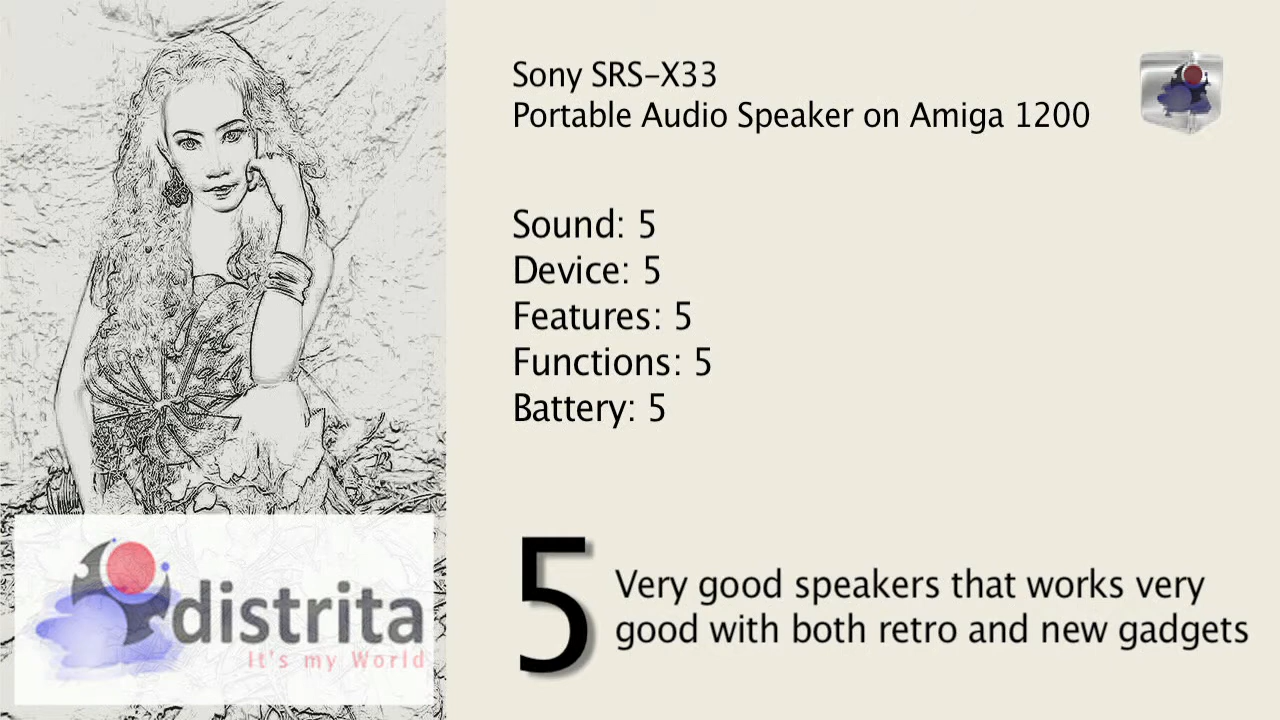 Sony SRS-X33
Portable Audio Speaker on Amiga 1200
Sound: 5
Device: 5
Features: 5
Functions: 5
Battery: 5
5
Very good speakers that works very
good with both retro and new gadgets
distrita
It's my World